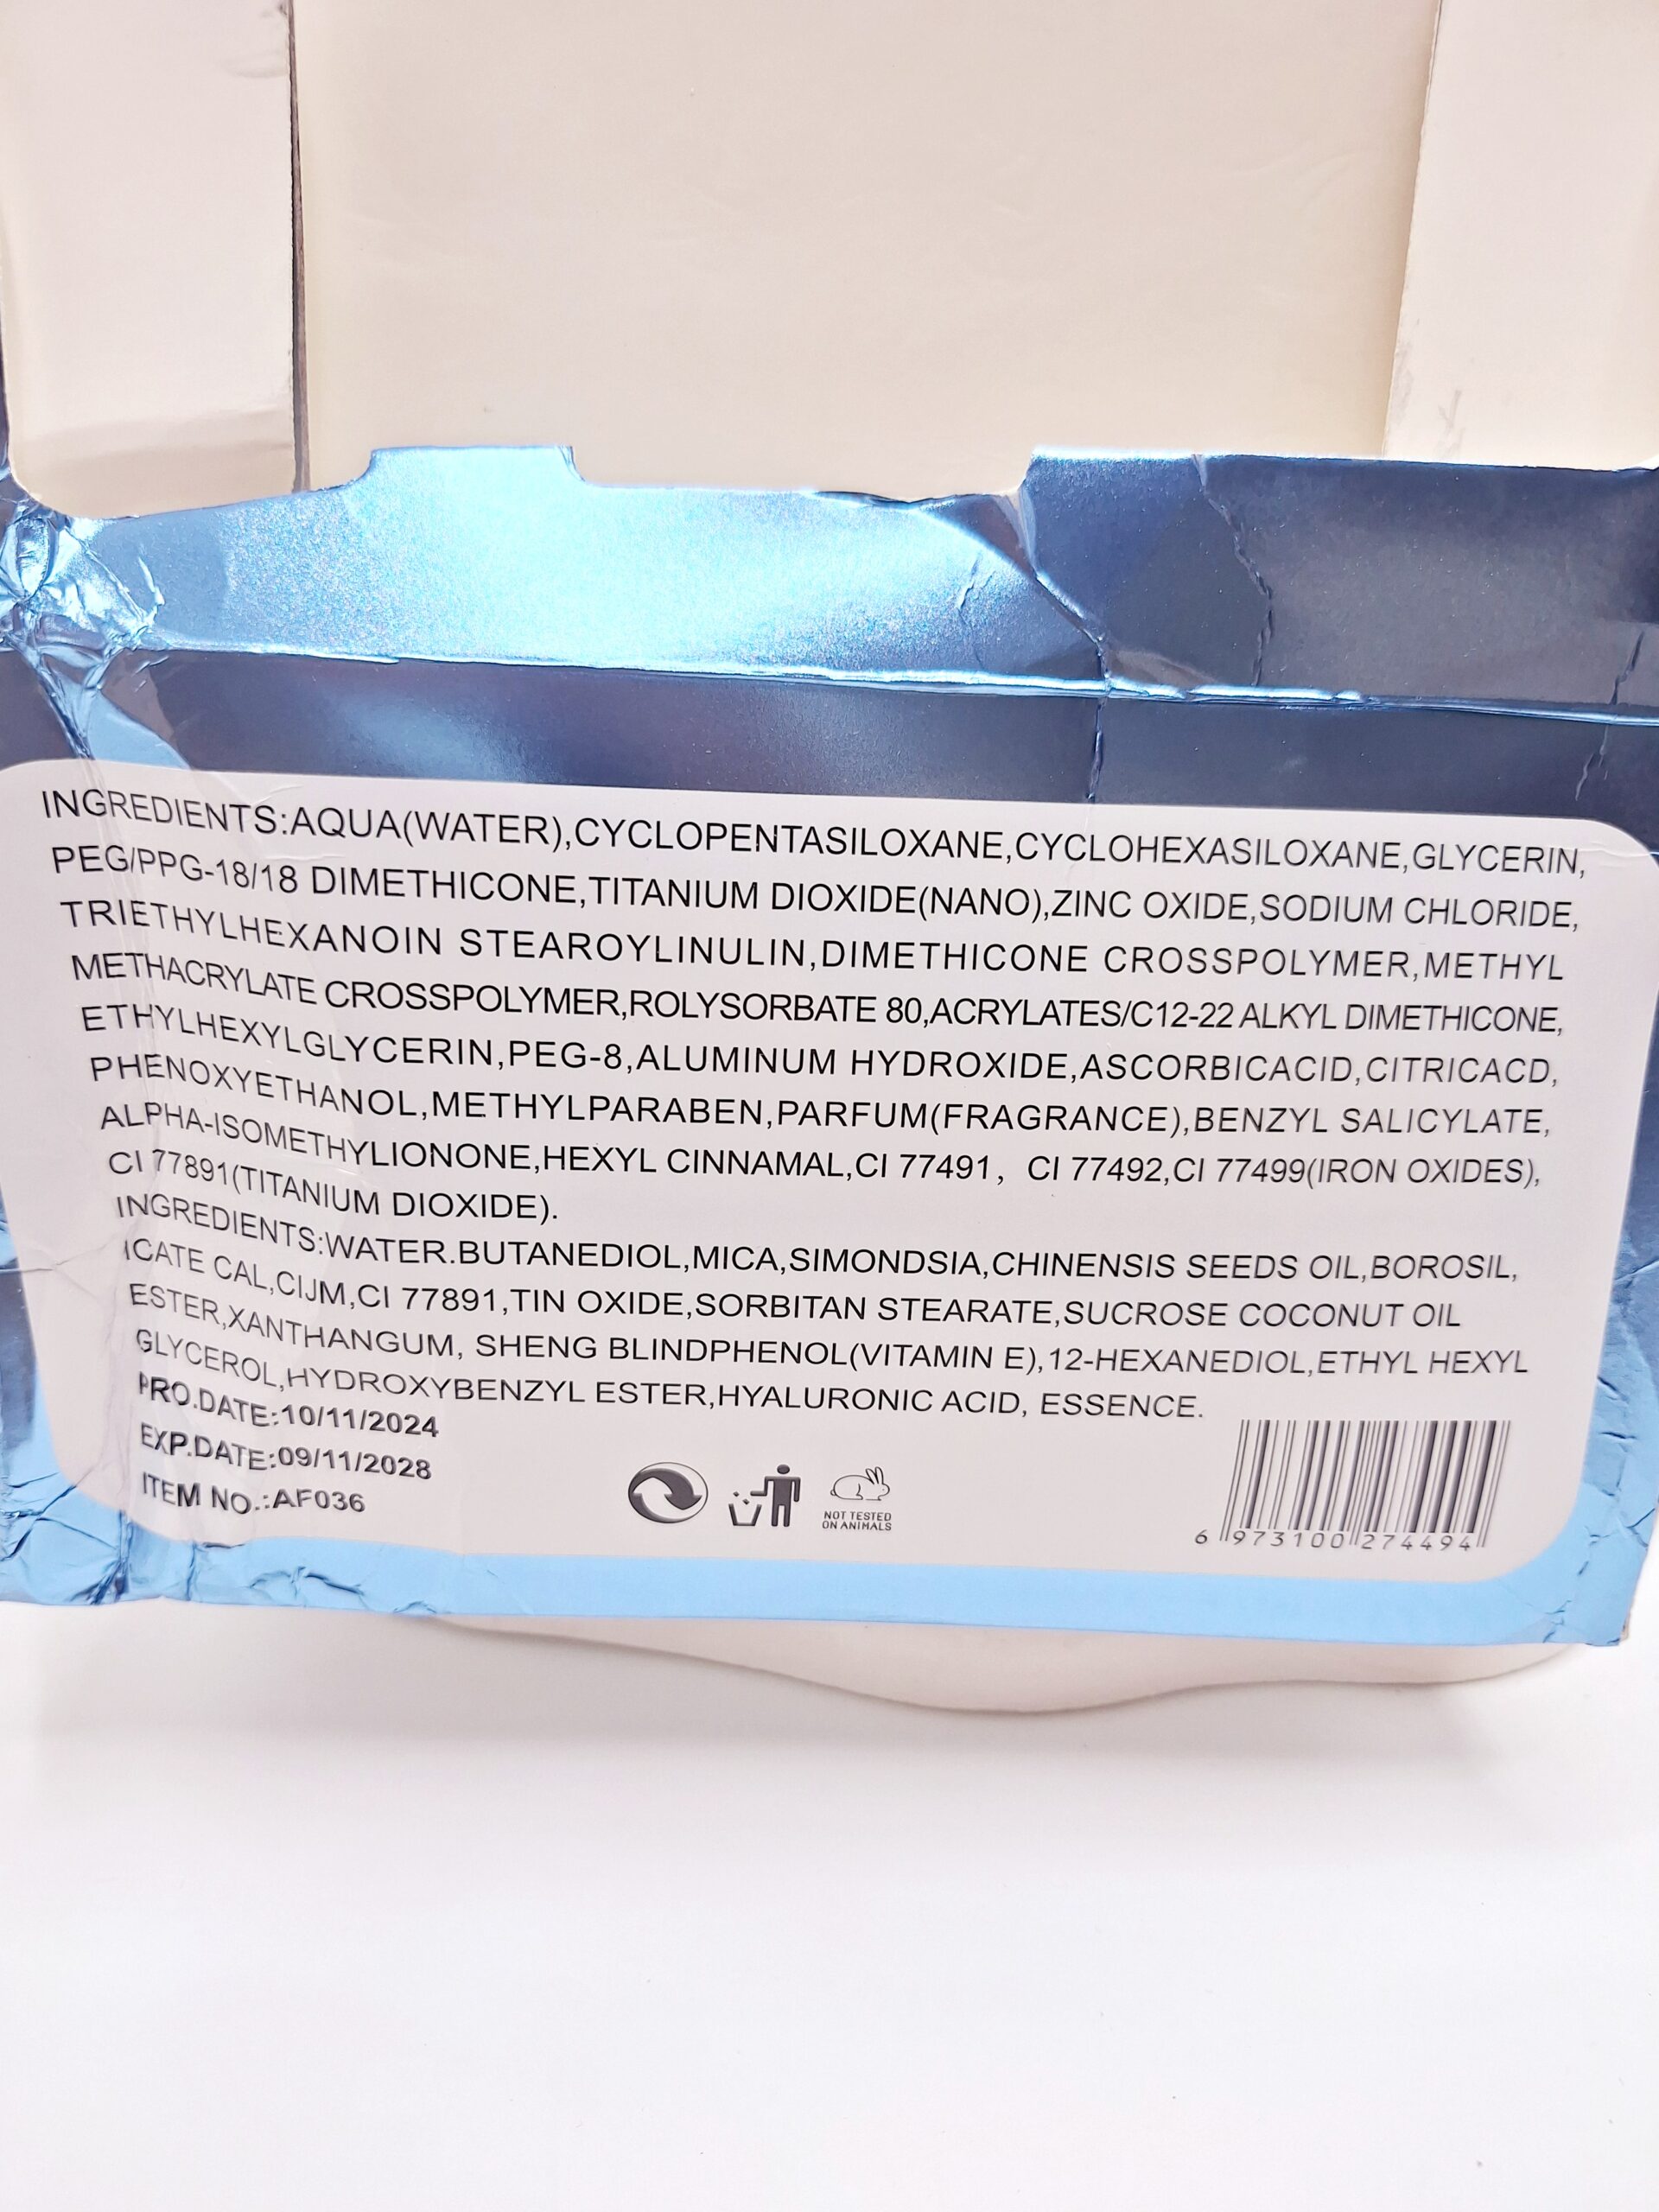 INGREDIENTS:AQUA(WATER),CYCLOPENTASILOXANE,CYCLOHEXASILOXANE,GLYCERIN,
PEG/PPG-18/18 DIMETHICONE,TITANIUM DIOXIDE(NANO),ZINC OXIDE,SODIUM CHLORIDE,
TRIETHYLHEXANOIN STEAROYLINULIN,DIMETHICONE CROSSPOLYMER,METHYL
METHACRYLATE CROSSPOLYMER,ROLYSORBATE 80,ACRYLATES/C12-22 ALKYL DIMETHICONE,
ETHYLHEXYLGLYCERIN,PEG-8,ALUMINUM HYDROXIDE,ASCORBICACID,CITRICACD,
PHENOXYETHANOL,METHYLPARABEN,PARFUM(FRAGRANCE),BENZYL SALICYLATE,
ALPHA-ISOMETHYLIONONE,HEXYL CINNAMAL,CI 77491, CI 77492,CI 77499(IRON OXIDES),
CI 77891(TITANIUM DIOXIDE).
INGREDIENTS:WATER.BUTANEDIOL,MICA,SIMONDSIA,CHINENSIS SEEDS OIL,BOROSIL,
ICATE CAL,CIJM,CI 77891,TIN OXIDE,SORBITAN STEARATE,SUCROSE COCONUT OIL
ESTER,XANTHANGUM, SHENG BLINDPHENOL(VITAMIN E),12-HEXANEDIOL,ETHYL HEXYL
GLYCEROL,HYDROXYBENZYL ESTER,HYALURONIC ACID, ESSENCE.
PRO.DATE:10/11/2024
EXP.DATE:09/11/2028
ITEM NO.:AF036
NOT TESTED
ON ANIMALS
6 973100 274494